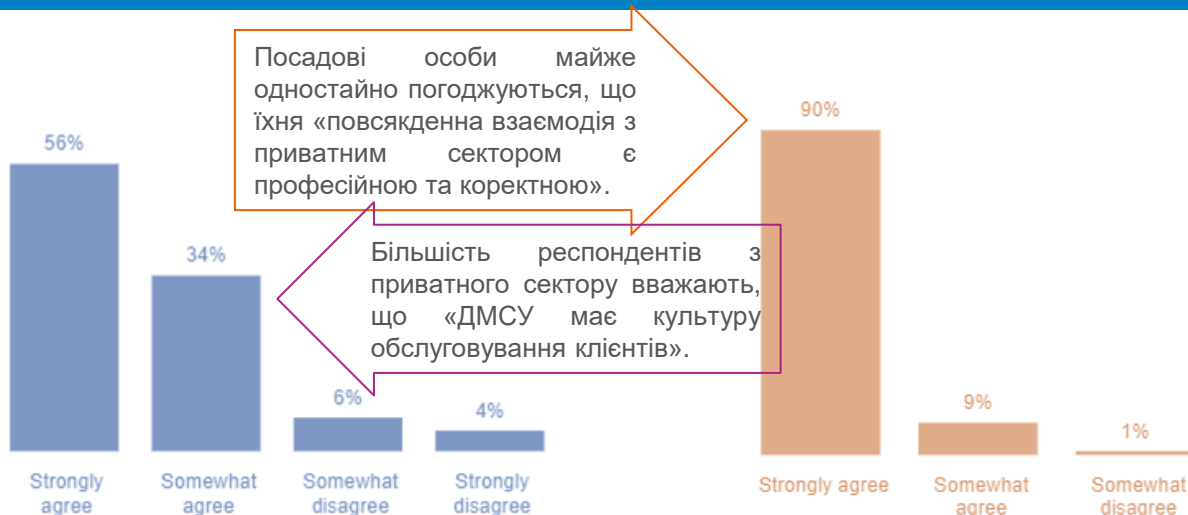 Посадові особи майже
одностайно погоджуються, що
їхня «повсякденна взаємодія з
приватним сектором є
професійною та коректною».
Більшість респондентів з
приватного сектору вважають,
що «ДМСУ має культуру
обслуговування клієнтів».
56%
34%
6%
4%
Strongly
agree
Somewhat
agree
Somewhat
disagree
Strongly
disagree
90%
9%
1%
Strongly agree
Somewhat
agree
Somewhat
disagree